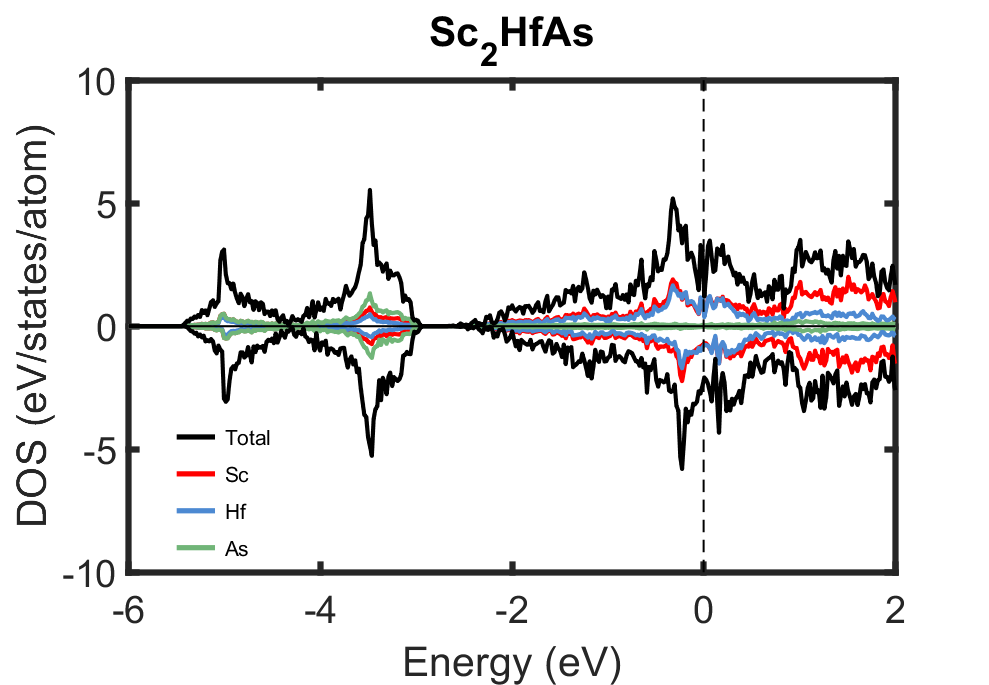 Sc2HfAs
10
5
0
-5
-10
DOS (eV/states/atom)
Total
Sc
Hf
As
-6 -4 -2 0 2
Energy (eV)